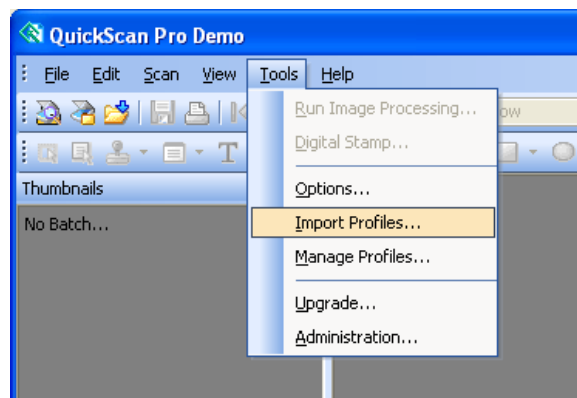 QuickScan Pro Demo
File Edit Scan View Tools Help
Run Image Processing...
ow
Digital Stamp...
T
Thumbnails
Options...
No Batch...
Import Profiles...
Manage Profiles...
Upgrade...
Administration...